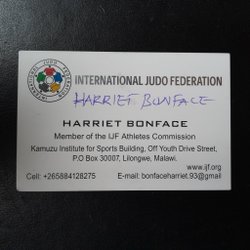 INTERNATIONAL JUDO FEDERATION
HARRIET BONFACE
HARRIET BONFACE
Member of the IJF Athletes Commission
Kamuzu Institute for Sports Building, Off Youth Drive Street,
P.O Box 30007, Lilongwe, Malawi.
www.ijf.org
Cell: +265884128275 E-mail: bonfaceharriet.93@gmail.com